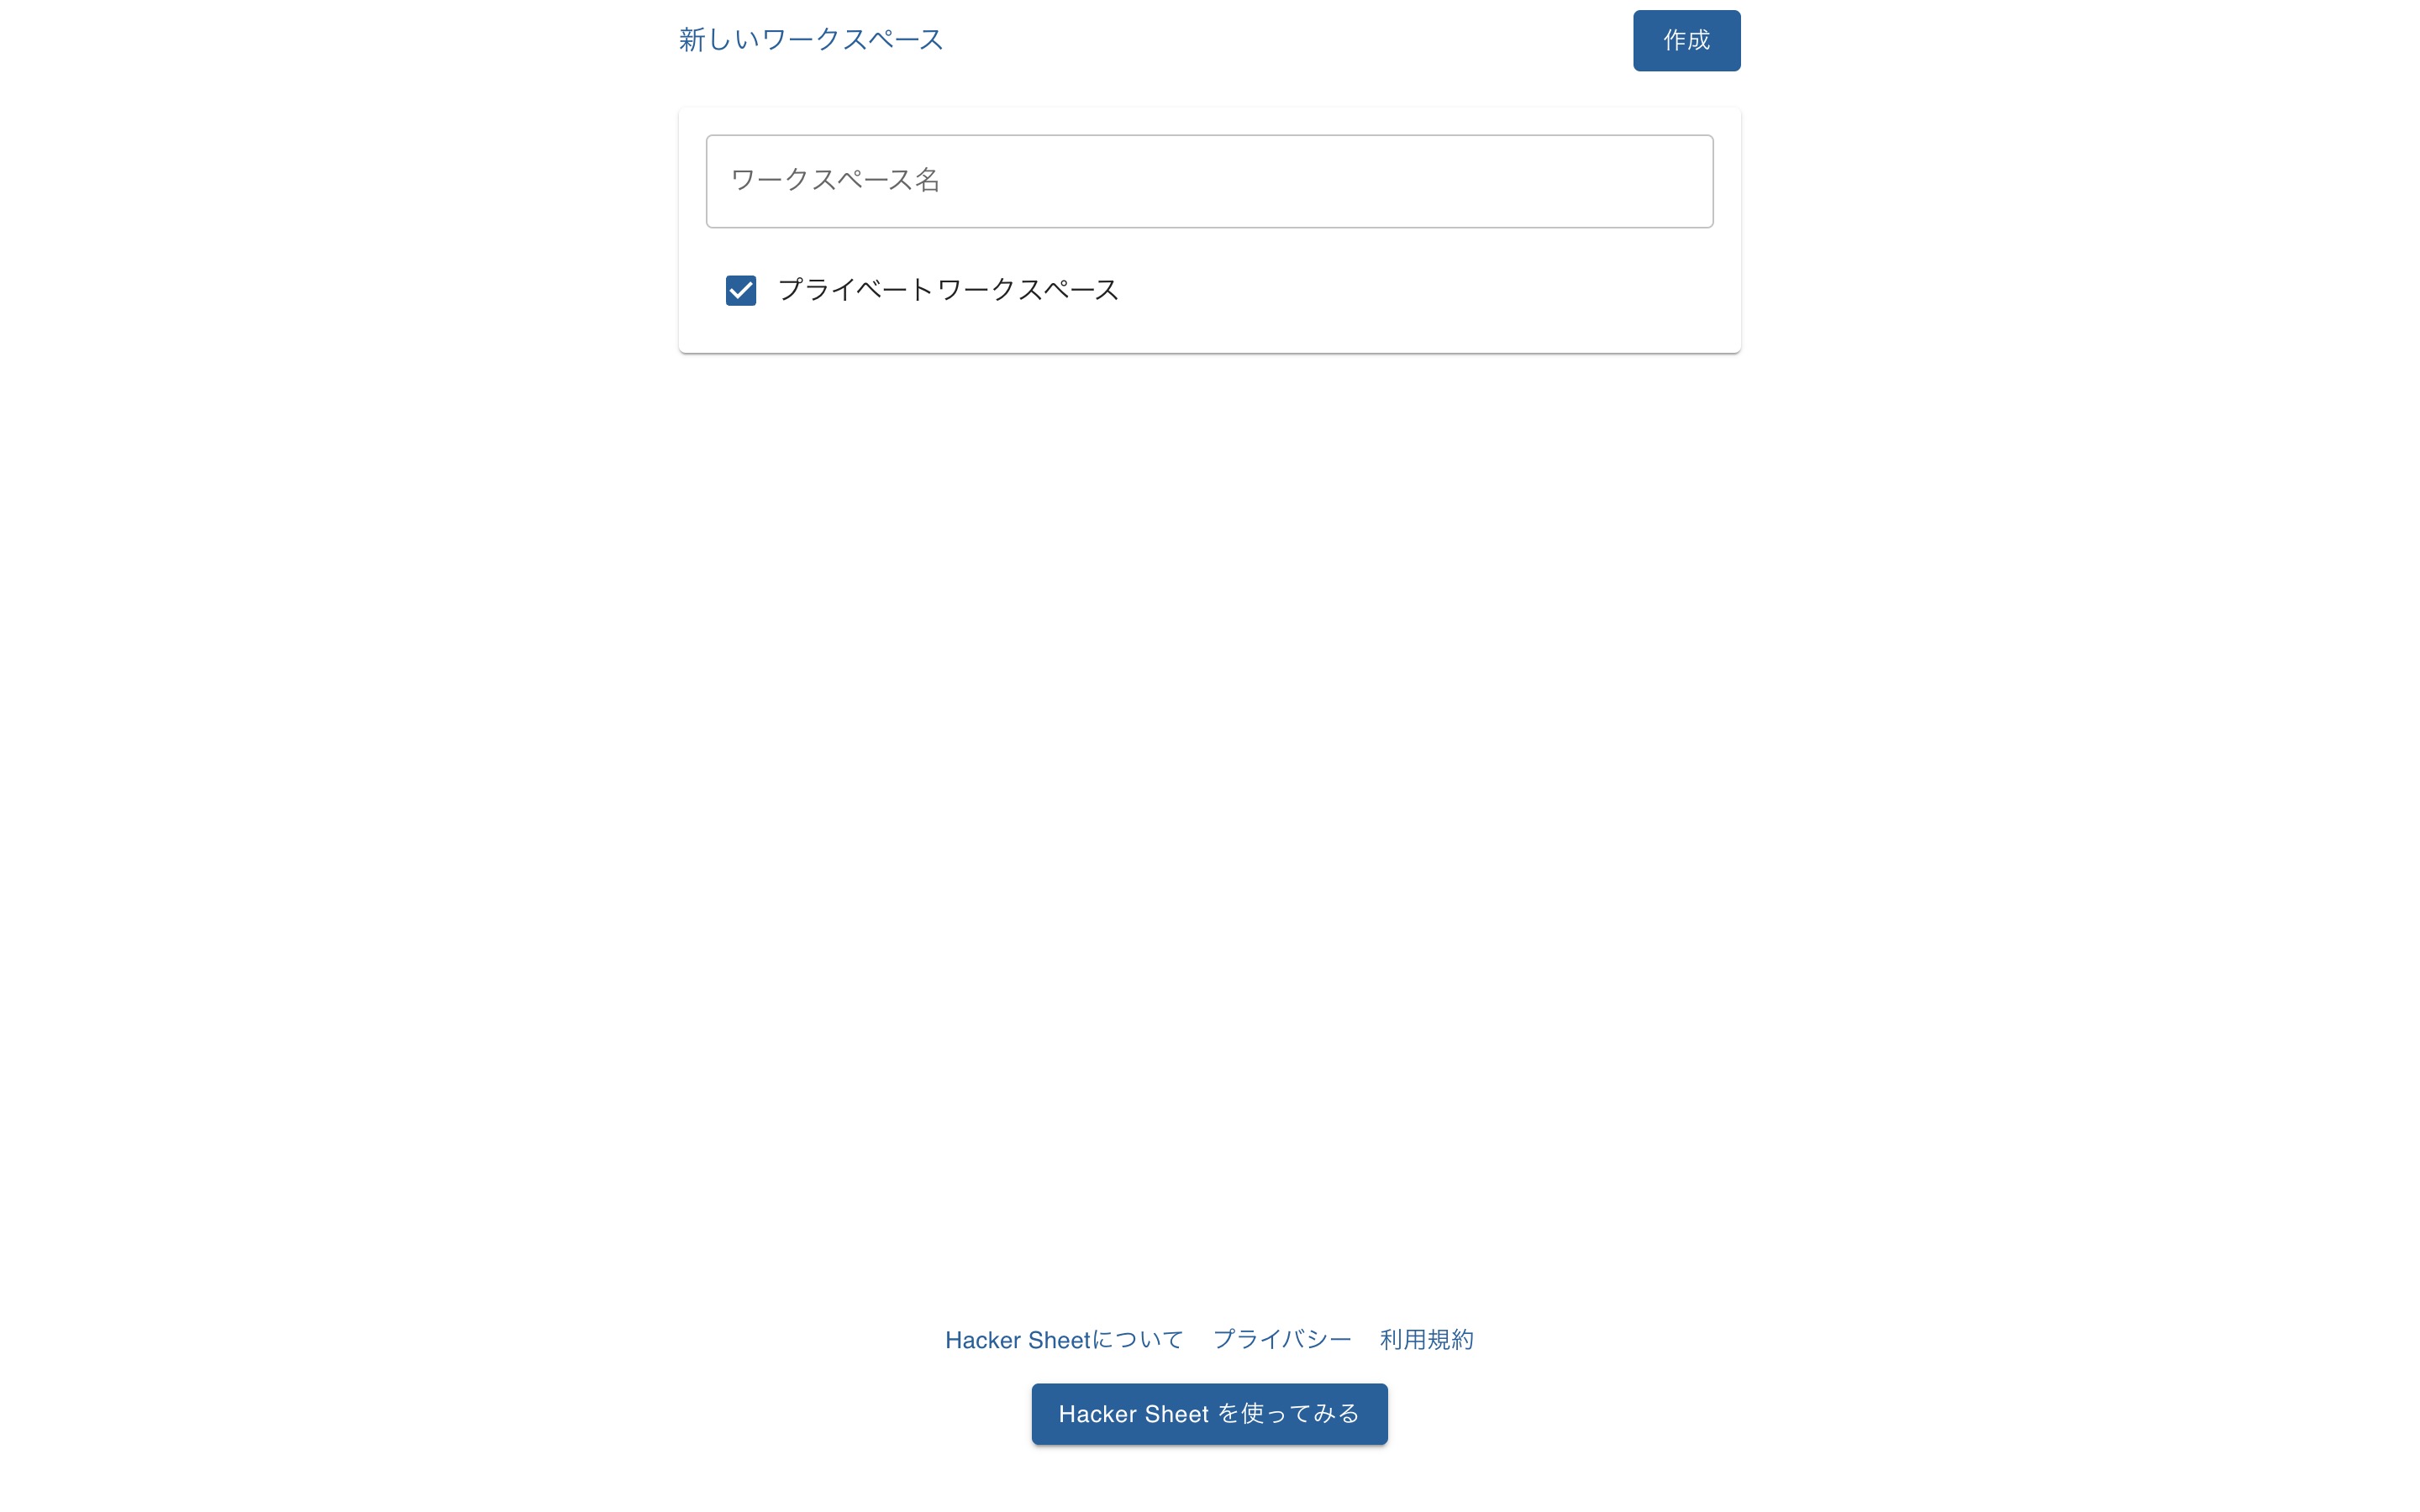 新しいワークスペース
作成
ワークスペース名
プライベートワークスペース
Hacker Sheetについて プライバシー 利用規約
Hacker Sheet を使ってみる